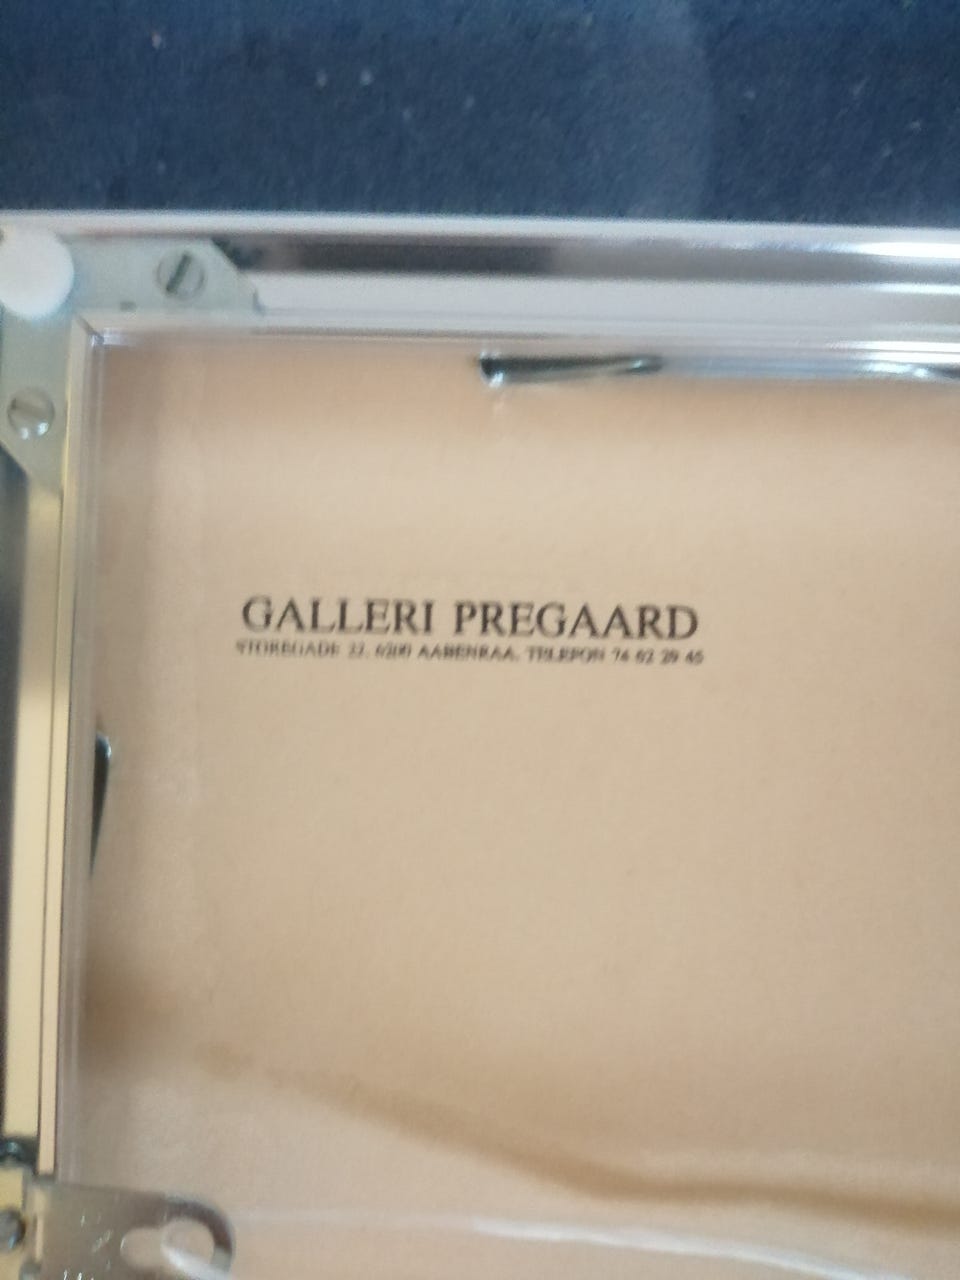 GALLERI PREGAARD
STOREGADE 22, 6200 AABENRAA. TELEFON 74 62 29 45